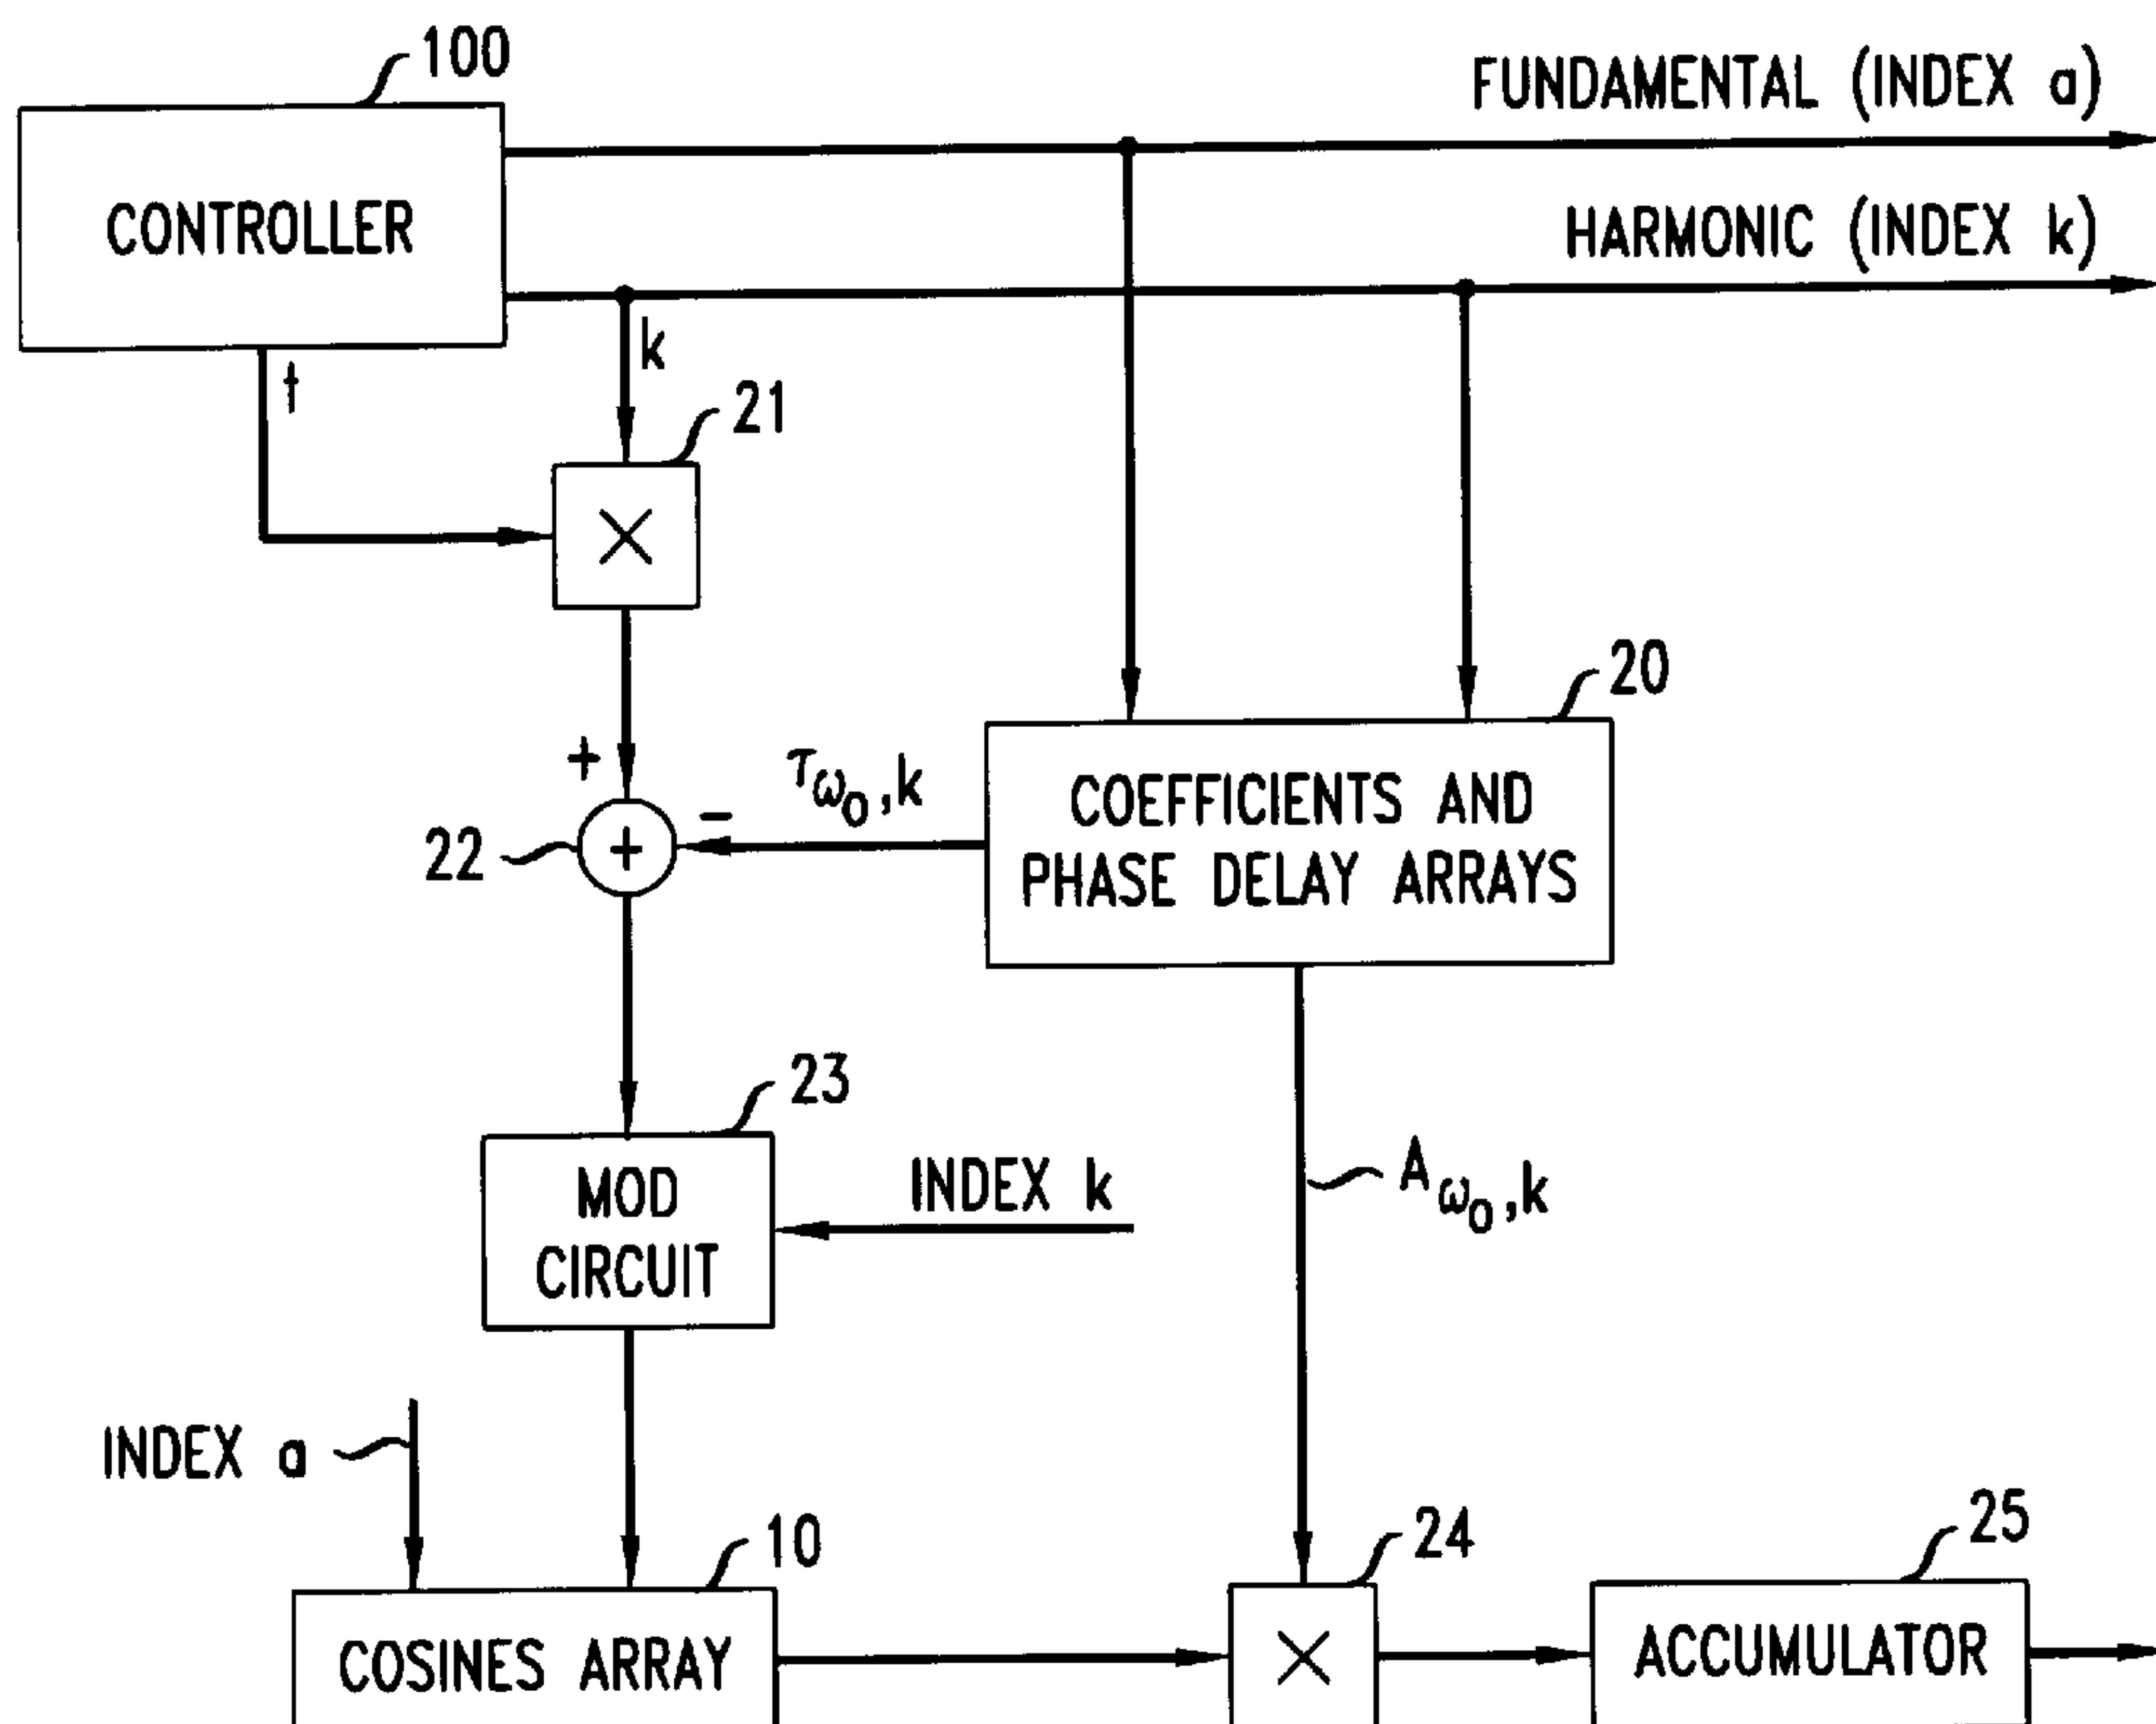 100
FUNDAMENTAL (INDEX a)
CONTROLLER
HARMONIC (INDEX k)
t
k
21
×
20
+
τω0,k
−
COEFFICIENTS AND
PHASE DELAY ARRAYS
22
+
23
MOD
CIRCUIT
INDEX k
Aω0,k
INDEX a
10
24
25
COSINES ARRAY
×
ACCUMULATOR